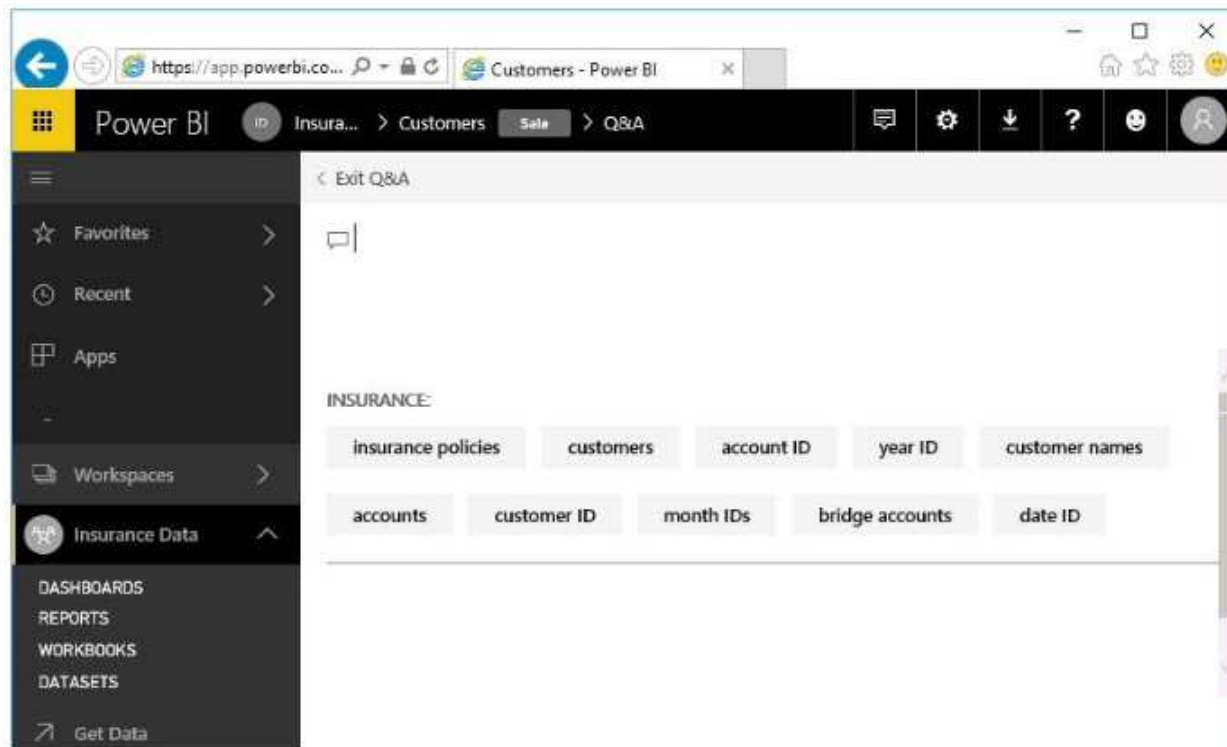 https://app.powerbi.co...
Customers - Power BI
Power BI
ID
Insura... > Customers
Sale
> Q&A
?
< Exit Q&A
Favorites
Recent
Apps
INSURANCE:
insurance policies
customers
account ID
year ID
customer names
Workspaces
accounts
customer ID
month IDs
bridge accounts
date ID
Insurance Data
DASHBOARDS
REPORTS
WORKBOOKS
DATASETS
Get Data